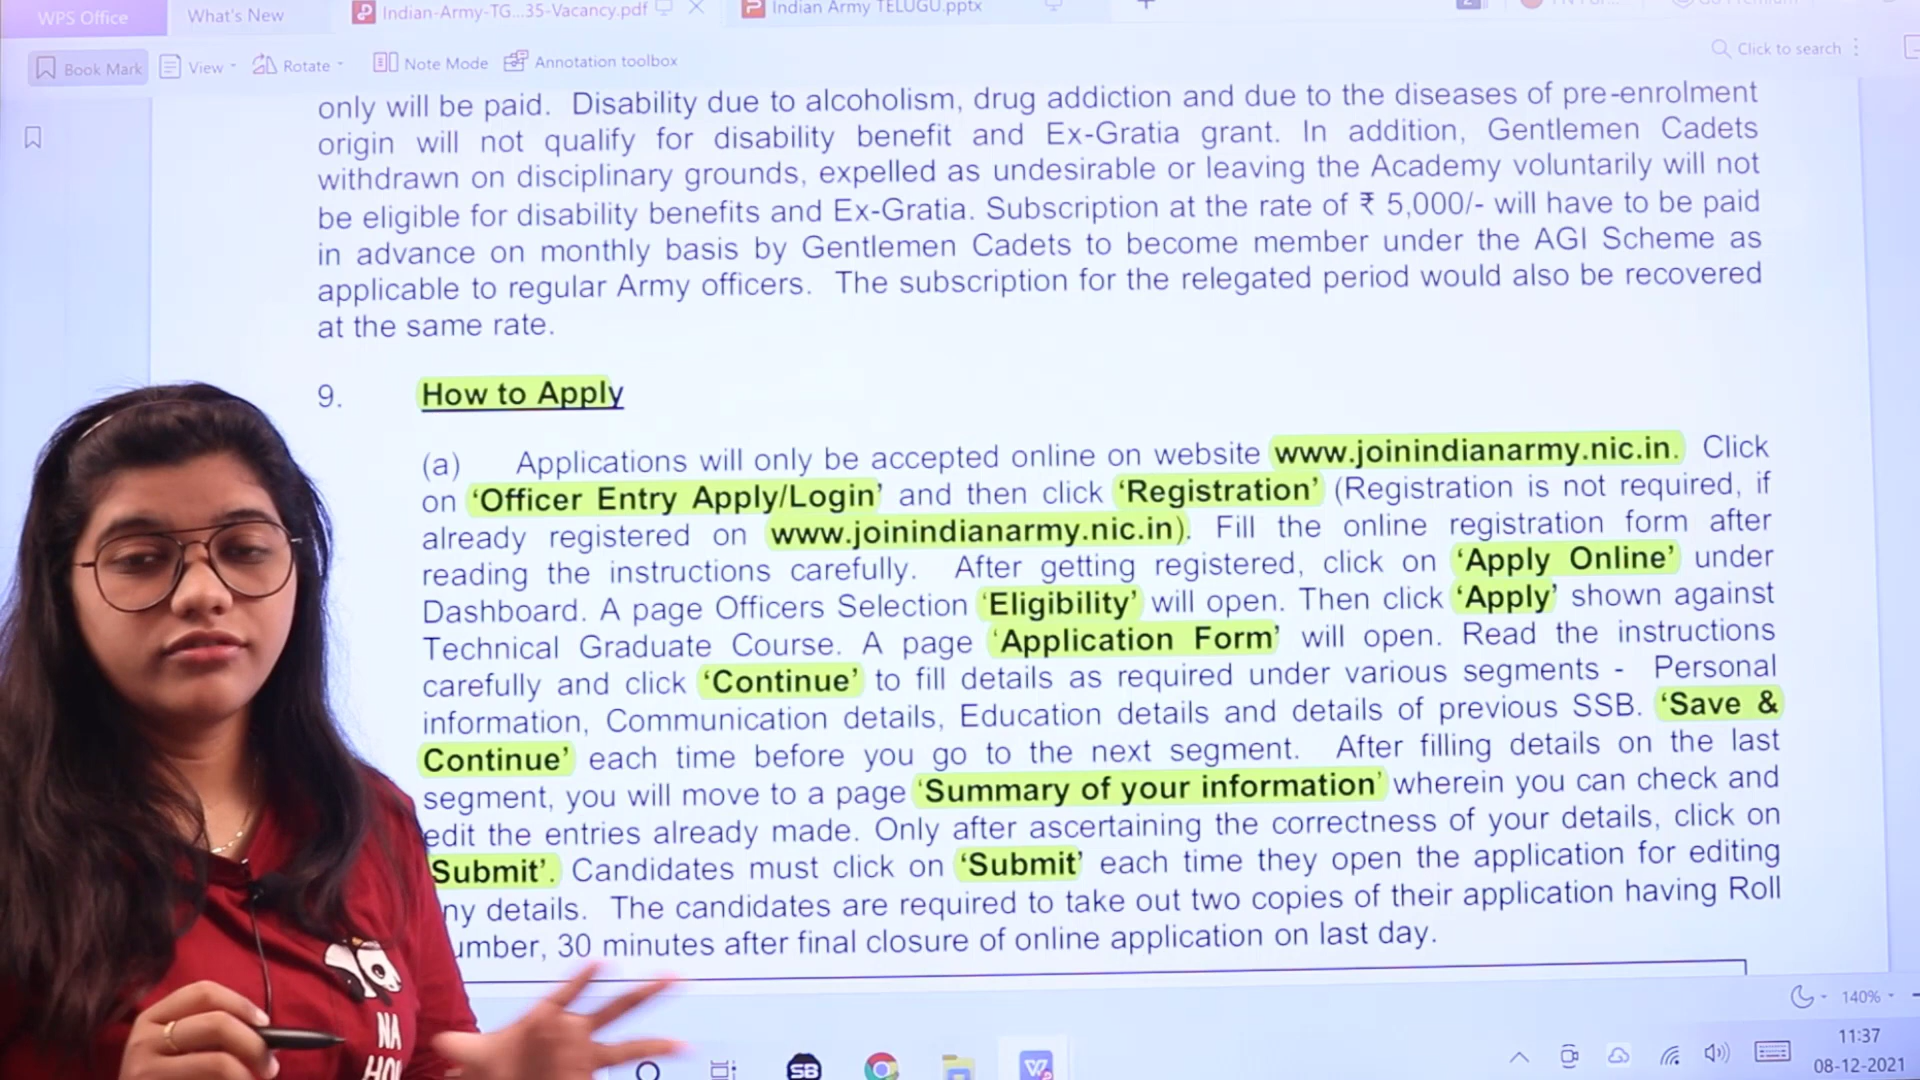 WPS Office
What's New
Indian-Army-TG...35-Vacancy.pdf
Indian Army TELUGU.pptx
Book Mark
View
Rotate
Note Mode
Annotation toolbox
Click to search
only will be paid. Disability due to alcoholism, drug addiction and due to the diseases of pre-enrolment
origin will not qualify for disability benefit and Ex-Gratia grant. In addition, Gentlemen Cadets
withdrawn on disciplinary grounds, expelled as undesirable or leaving the Academy voluntarily will not
be eligible for disability benefits and Ex-Gratia. Subscription at the rate of ₹ 5,000/- will have to be paid
in advance on monthly basis by Gentlemen Cadets to become member under the AGI Scheme as
applicable to regular Army officers. The subscription for the relegated period would also be recovered
at the same rate.
9. How to Apply
(a) Applications will only be accepted online on website www.joinindianarmy.nic.in. Click
on ‘Officer Entry Apply/Login’ and then click ‘Registration’ (Registration is not required, if
already registered on www.joinindianarmy.nic.in). Fill the online registration form after
reading the instructions carefully. After getting registered, click on ‘Apply Online’ under
Dashboard. A page Officers Selection ‘Eligibility’ will open. Then click ‘Apply’ shown against
Technical Graduate Course. A page ‘Application Form’ will open. Read the instructions
carefully and click ‘Continue’ to fill details as required under various segments - Personal
information, Communication details, Education details and details of previous SSB. ‘Save &
Continue’ each time before you go to the next segment. After filling details on the last
segment, you will move to a page ‘Summary of your information’ wherein you can check and
edit the entries already made. Only after ascertaining the correctness of your details, click on
Submit’. Candidates must click on ‘Submit’ each time they open the application for editing
ny details. The candidates are required to take out two copies of their application having Roll
umber, 30 minutes after final closure of online application on last day.
140%
SB
11:37
08-12-2021
NA